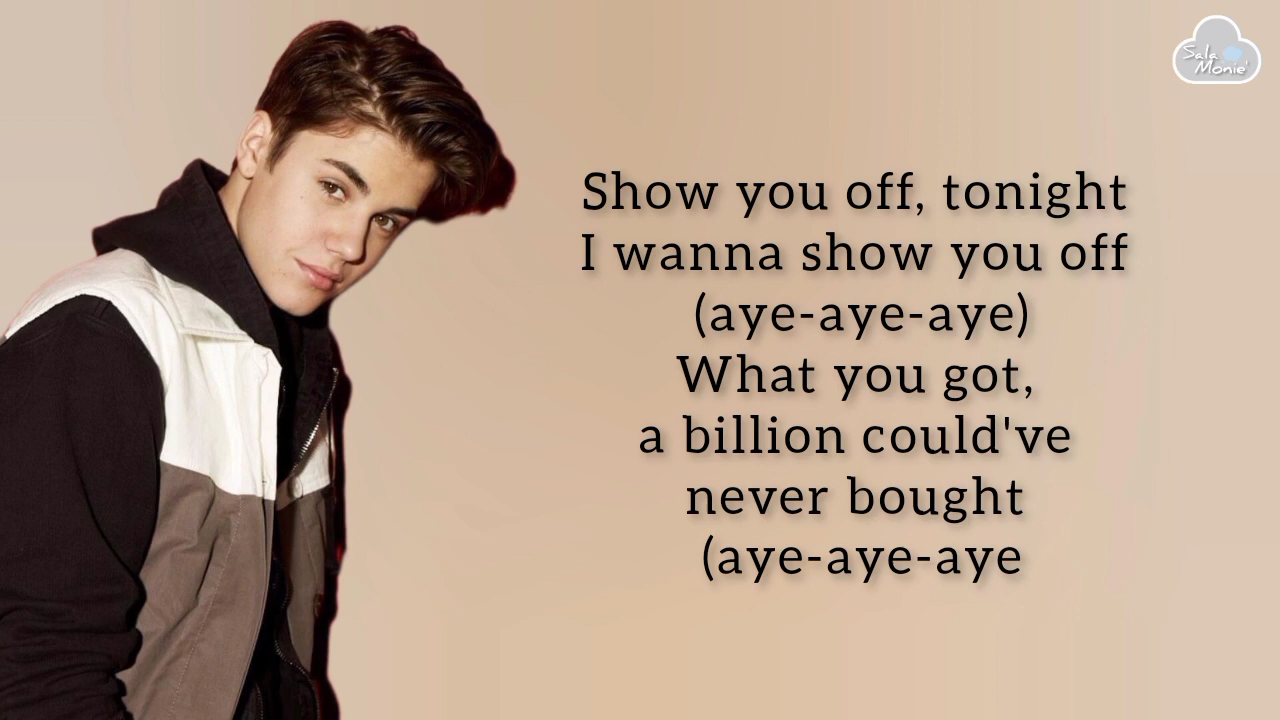 Sala
Monie'
Show you off, tonight
I wanna show you off
(aye-aye-aye)
What you got,
a billion could've
never bought
(aye-aye-aye